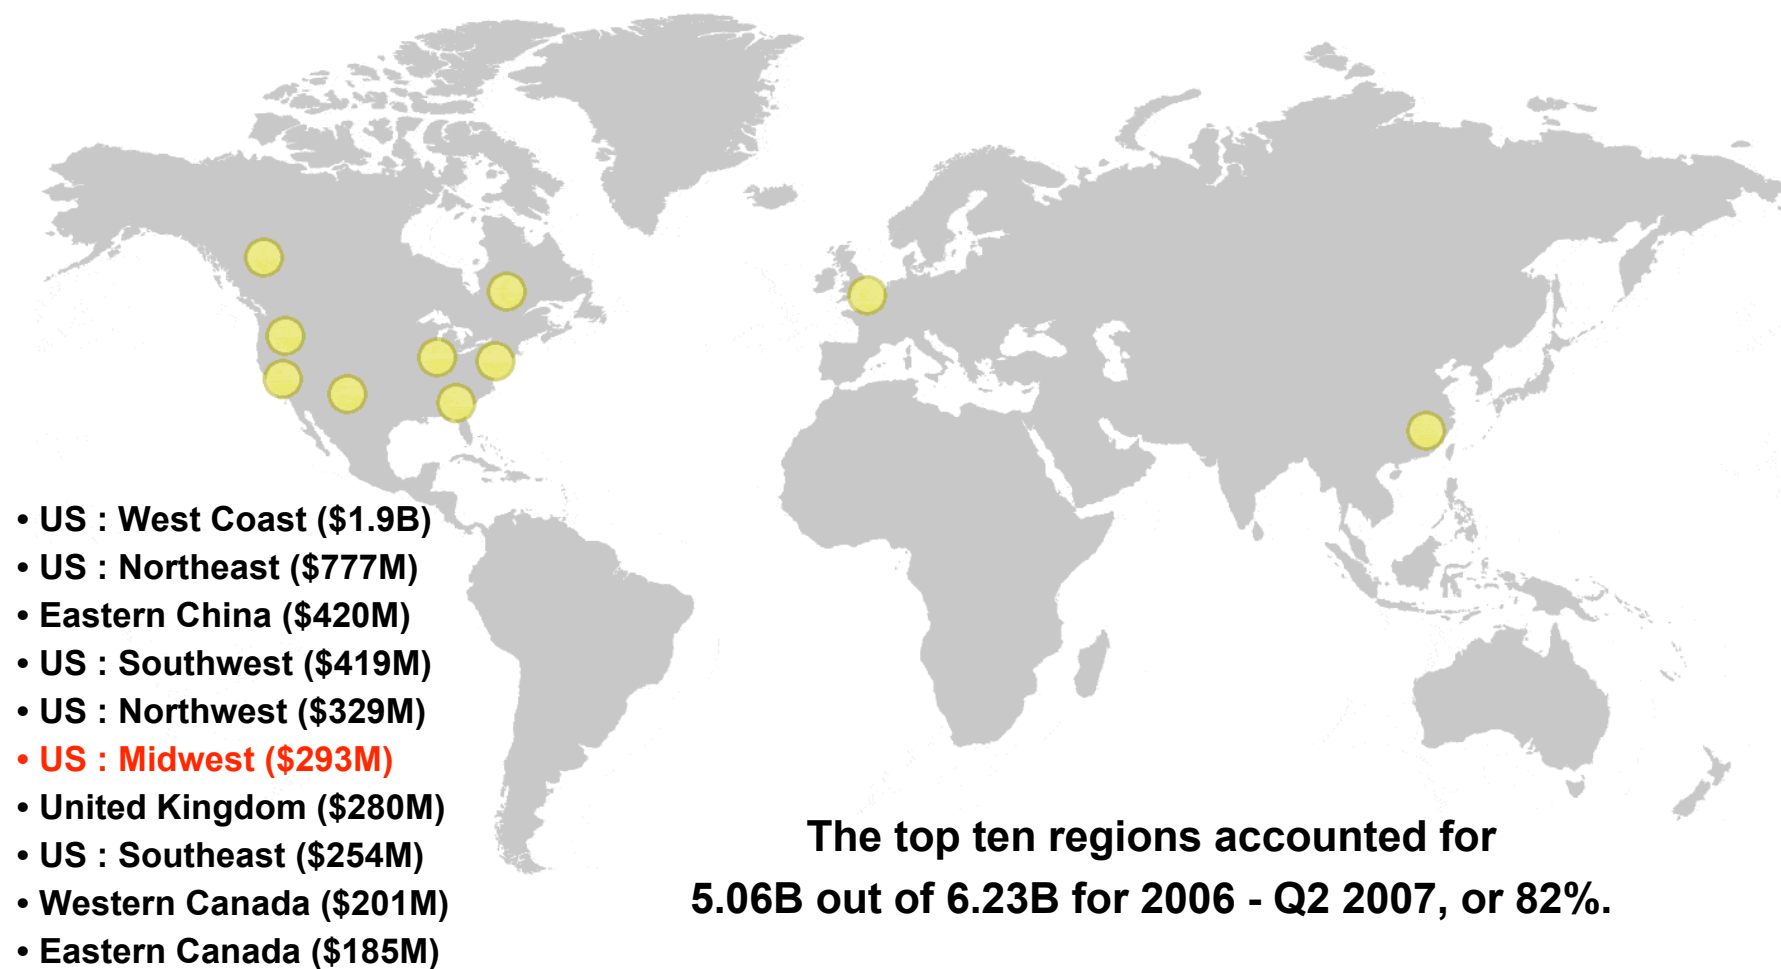 • US : West Coast ($1.9B)
• US : Northeast ($777M)
• Eastern China ($420M)
• US : Southwest ($419M)
• US : Northwest ($329M)
• US : Midwest ($293M)
• United Kingdom ($280M)
• US : Southeast ($254M)
• Western Canada ($201M)
• Eastern Canada ($185M)
The top ten regions accounted for
5.06B out of 6.23B for 2006 - Q2 2007, or 82%.